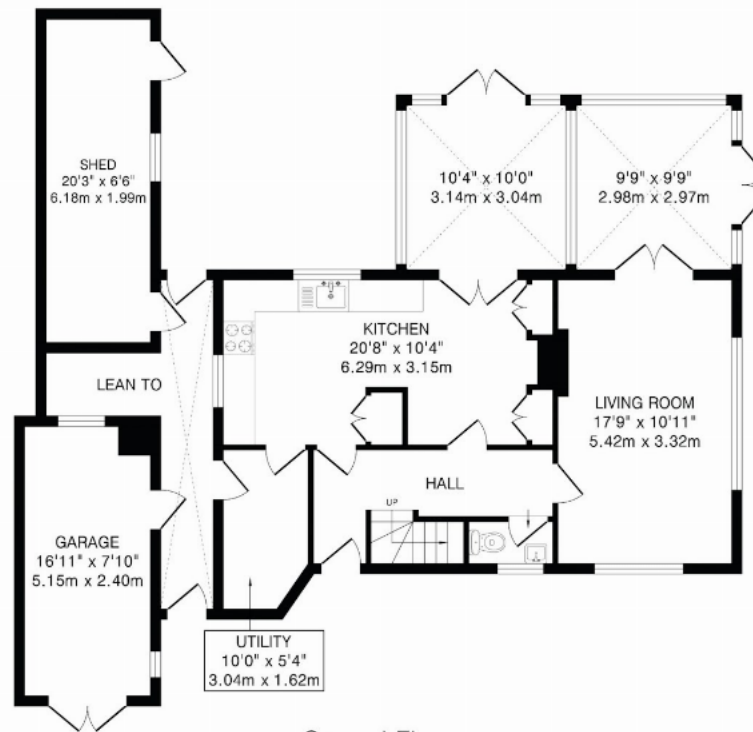 SHED
20'3" x 6'6"
6.18m x 1.99m
10'4" x 10'0"
3.14m x 3.04m
9'9" x 9'9"
2.98m x 2.97m
KITCHEN
20'8" x 10'4"
6.29m x 3.15m
LEAN TO
LIVING ROOM
17'9" x 10'11"
5.42m x 3.32m
HALL
UP
GARAGE
16'11" x 7'10"
5.15m x 2.40m
UTILITY
10'0" x 5'4"
3.04m x 1.62m